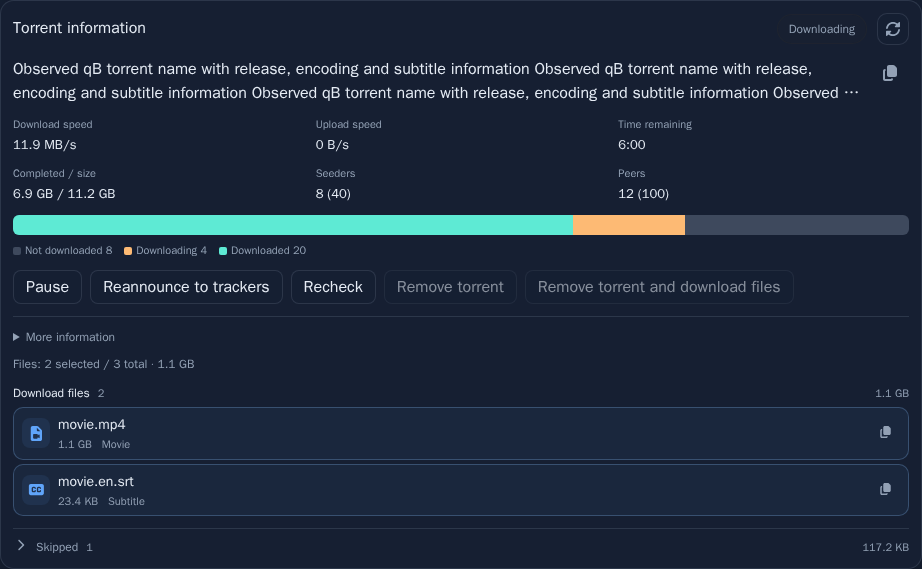 Torrent information
Downloading
Observed qB torrent name with release, encoding and subtitle information Observed qB torrent name with release,
encoding and subtitle information Observed qB torrent name with release, encoding and subtitle information Observed ···
Download speed
Upload speed
Time remaining
11.9 MB/s
0 B/s
6:00
Completed / size
Seeders
Peers
6.9 GB / 11.2 GB
8 (40)
12 (100)
Not downloaded 8
Downloading 4
Downloaded 20
Pause
Reannounce to trackers
Recheck
Remove torrent
Remove torrent and download files
More information
Files: 2 selected / 3 total · 1.1 GB
Download files 2
1.1 GB
movie.mp4
1.1 GB Movie
CC
movie.en.srt
23.4 KB Subtitle
Skipped 1
117.2 KB